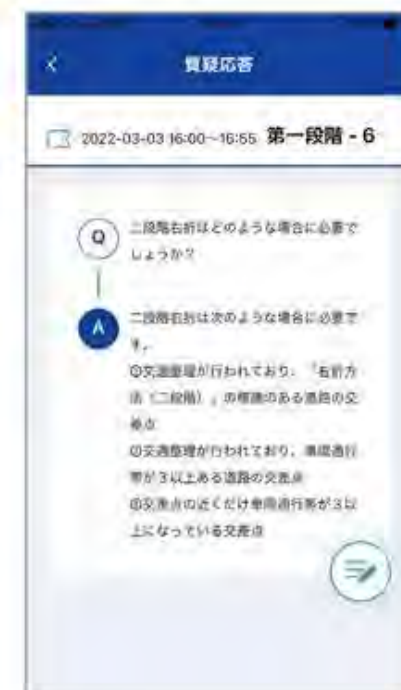 質疑応答
2022-03-03 16:00~16:55 第一段階 - 6
Q 二段階右折はどのような場合に必要で
しょうか？
A 二段階右折は次のような場合に必要で
す。
①交通整理が行われており、「右折方
法（二段階）」の標識のある道路の交
差点
②交通整理が行われており、車両通行
帯が３以上ある道路の交差点
③交差点の近くだけ車両通行帯が３以
上になっている交差点